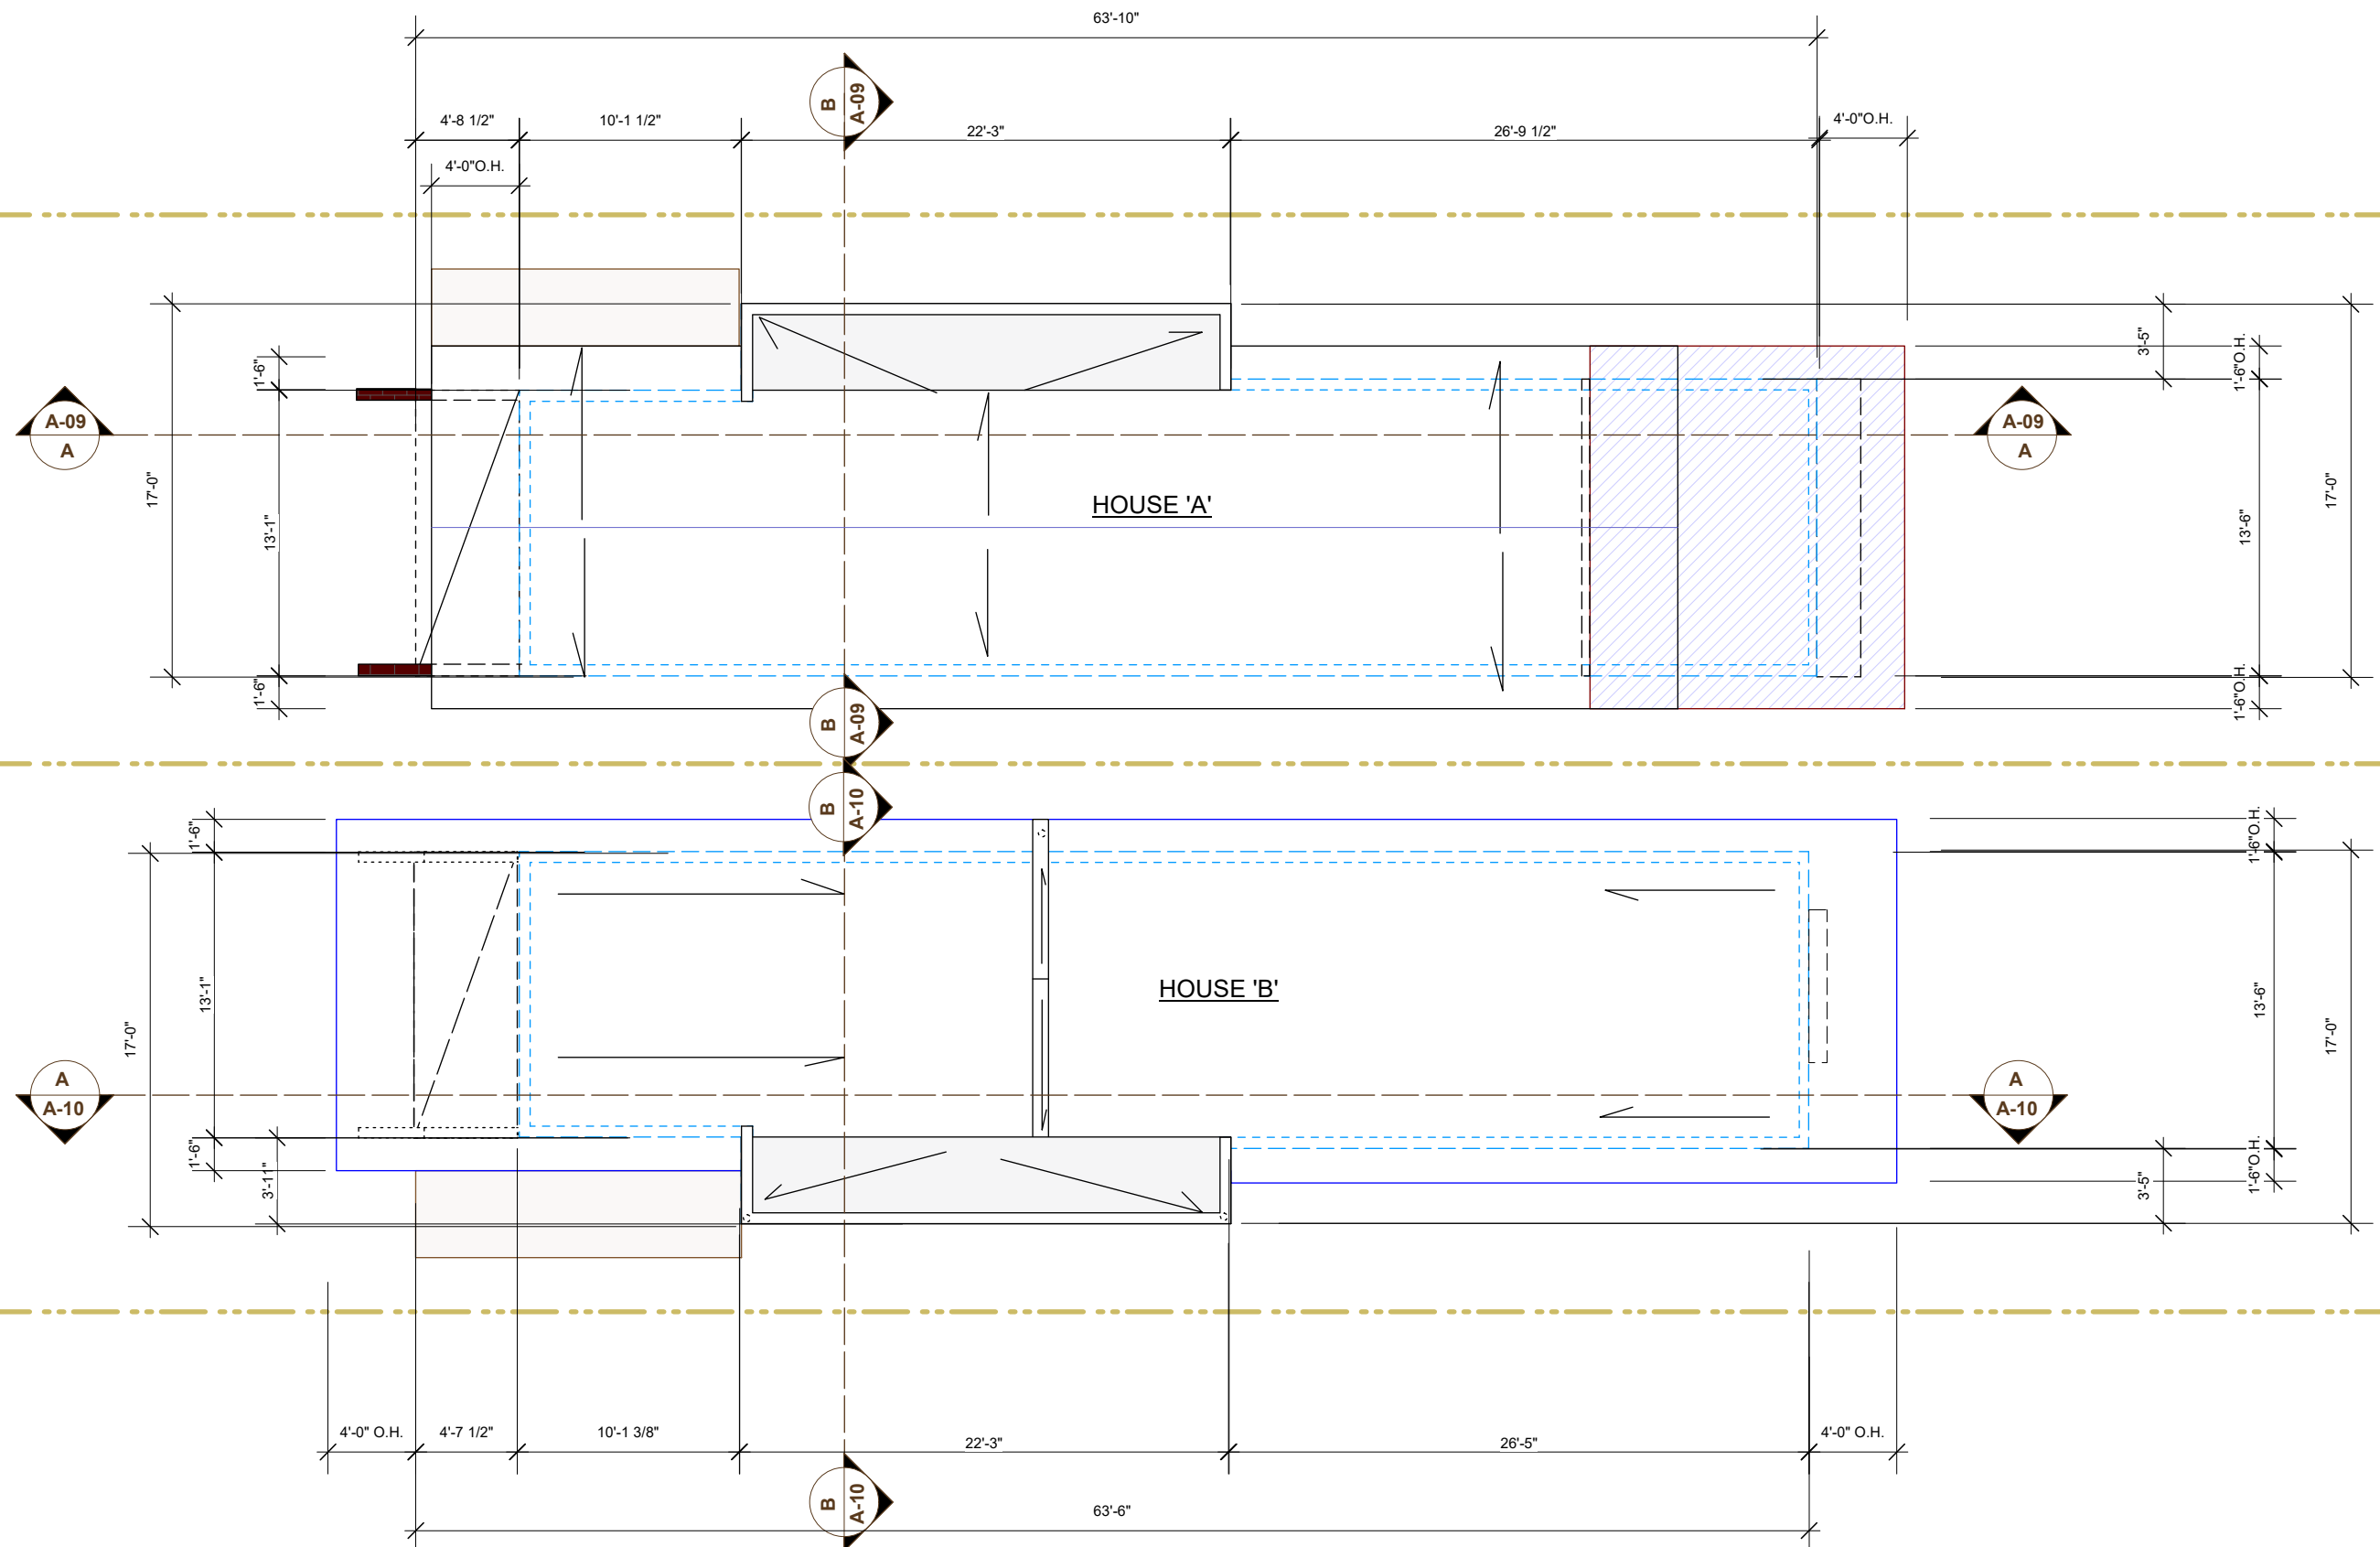 63'-10"
4'-8 1/2"
10'-1 1/2"
B
A-09
22'-3"
26'-9 1/2"
4'-0"O.H.
4'-0"O.H.
1'-6"
3'-5"
1'-6"O.H.
A-09
A
A-09
A
17'-0"
13'-1"
HOUSE 'A'
13'-6"
17'-0"
1'-6"
1'-6"O.H.
B
A-09
B
A-10
1'-6"
1'-6"O.H.
17'-0"
13'-1"
HOUSE 'B'
13'-6"
17'-0"
A
A-10
A
A-10
1'-6"
3'-11"
3'-5"
1'-6"O.H.
4'-0" O.H.
4'-7 1/2"
10'-1 3/8"
22'-3"
26'-5"
4'-0" O.H.
B
A-10
63'-6"